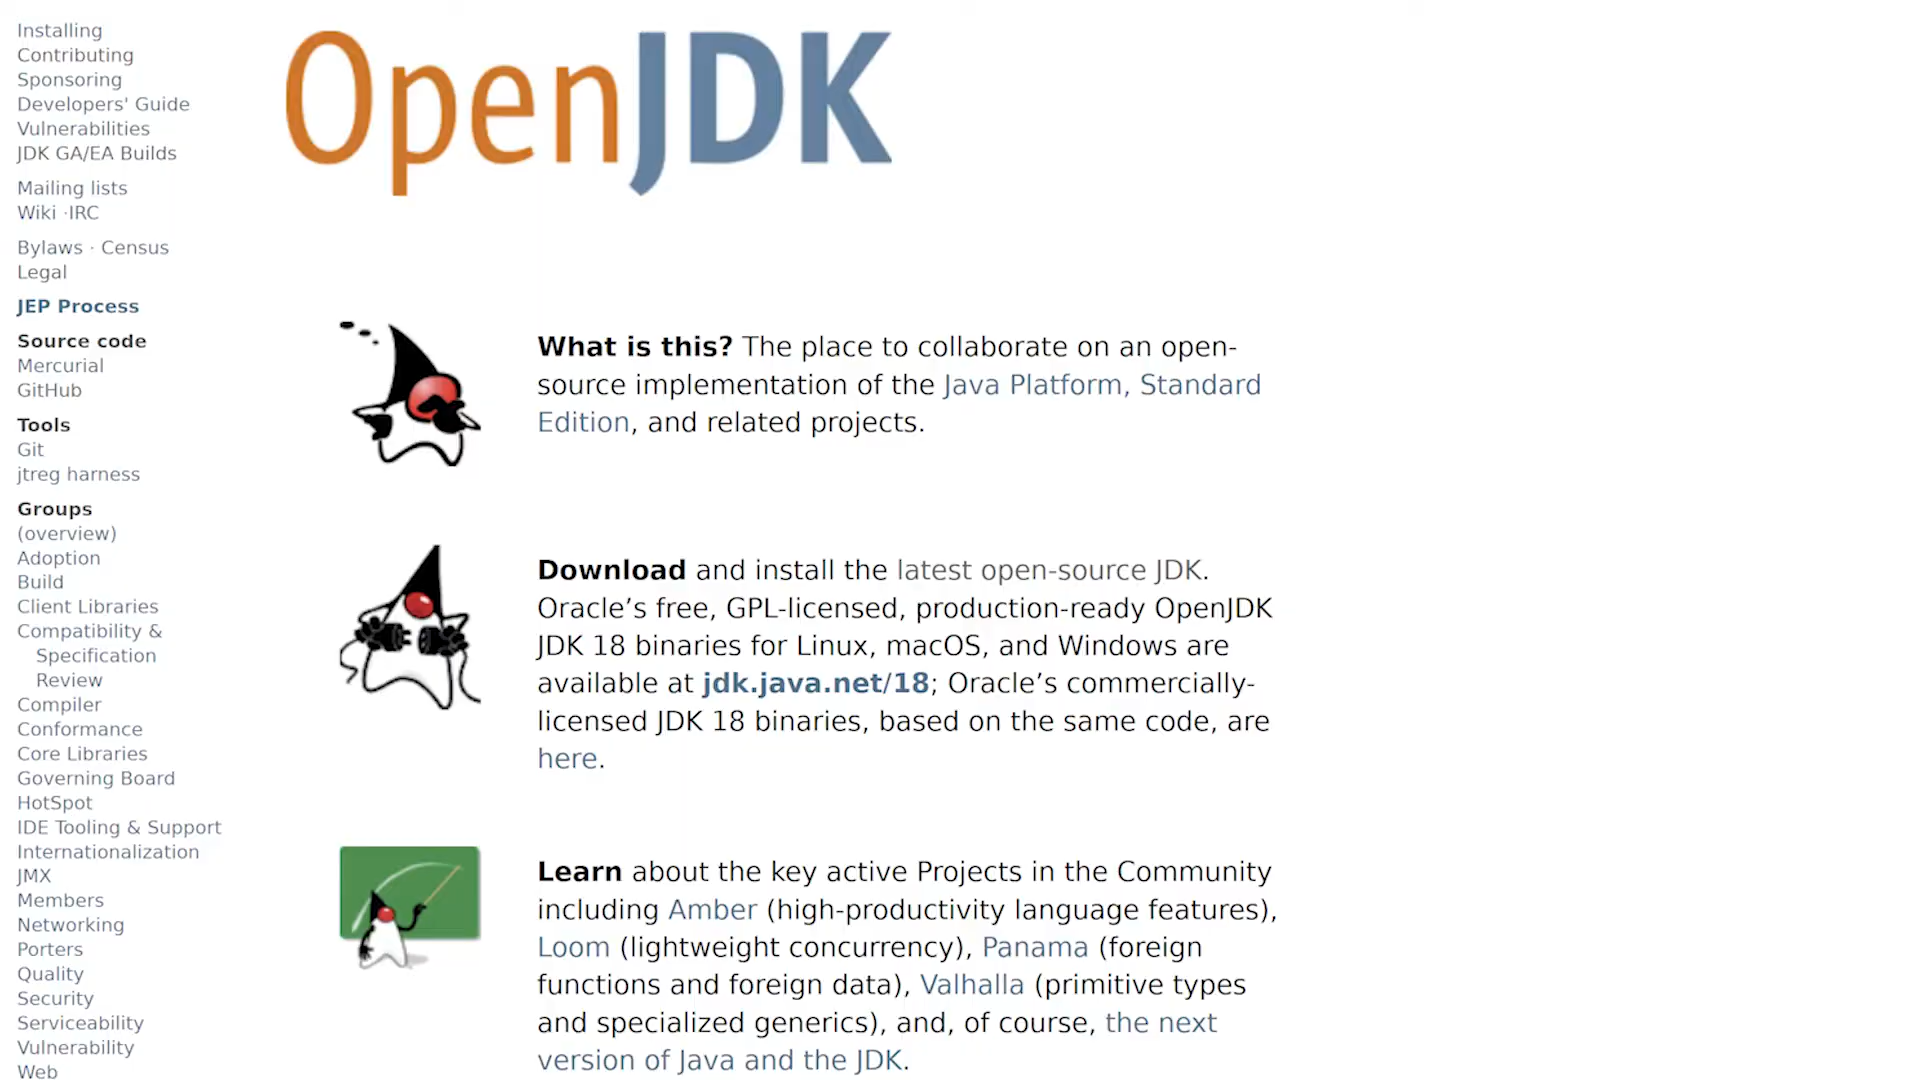 Installing
Contributing
Sponsoring
Developers' Guide
Vulnerabilities
JDK GA/EA Builds
Mailing lists
Wiki ·IRC
Bylaws · Census
Legal
JEP Process
Source code
Mercurial
GitHub
Tools
Git
jtreg harness
Groups
(overview)
Adoption
Build
Client Libraries
Compatibility &
Specification
Review
Compiler
Conformance
Core Libraries
Governing Board
HotSpot
IDE Tooling & Support
Internationalization
JMX
Members
Networking
Porters
Quality
Security
Serviceability
Vulnerability
Web
OpenJDK
What is this? The place to collaborate on an open-
source implementation of the Java Platform, Standard
Edition, and related projects.
Download and install the latest open-source JDK.
Oracle’s free, GPL-licensed, production-ready OpenJDK
JDK 18 binaries for Linux, macOS, and Windows are
available at jdk.java.net/18; Oracle’s commercially-
licensed JDK 18 binaries, based on the same code, are
here.
Learn about the key active Projects in the Community
including Amber (high-productivity language features),
Loom (lightweight concurrency), Panama (foreign
functions and foreign data), Valhalla (primitive types
and specialized generics), and, of course, the next
version of Java and the JDK.